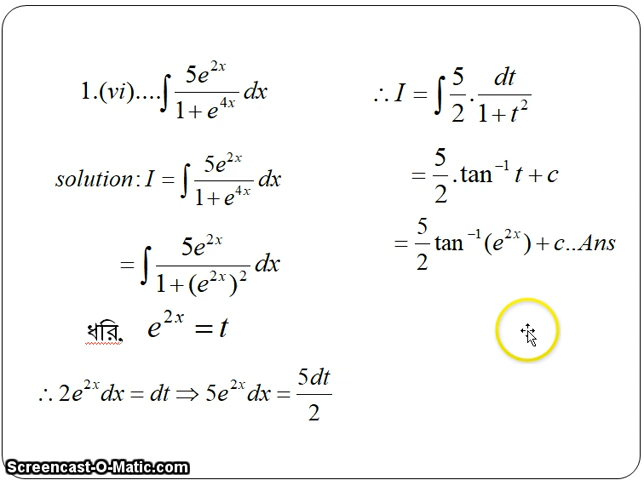 1.(vi)....∫ 5e^{2x} / 1 + e^{4x} dx
solution: I = ∫ 5e^{2x} / 1 + e^{4x} dx
= ∫ 5e^{2x} / 1 + (e^{2x})^2 dx
ধরি, e^{2x} = t
∴ 2e^{2x} dx = dt ⇒ 5e^{2x} dx = 5dt / 2
∴ I = ∫ 5/2 . dt / 1 + t^2
= 5/2 . tan^{-1} t + c
= 5/2 tan^{-1}(e^{2x}) + c..Ans
Screencast-O-Matic.com